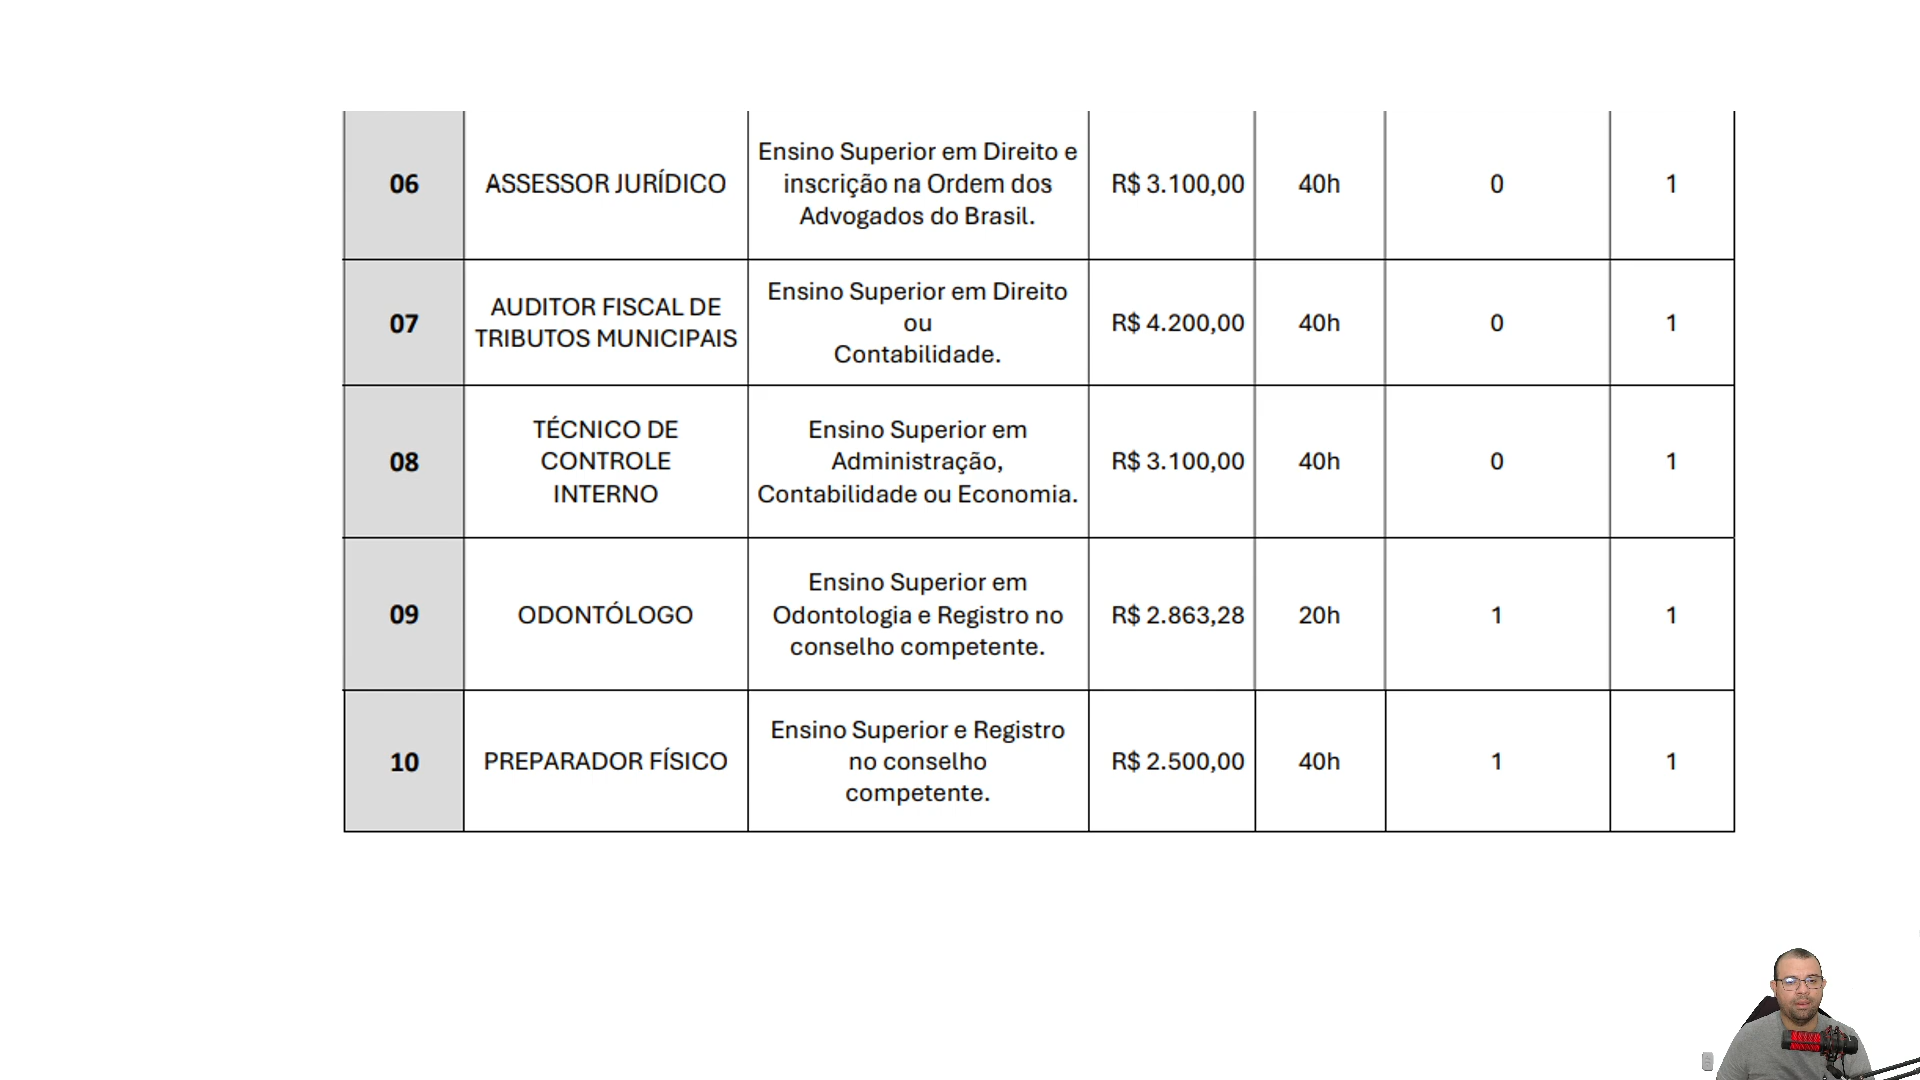 06
ASSESSOR JURÍDICO
Ensino Superior em Direito e
inscrição na Ordem dos
Advogados do Brasil.
R$ 3.100,00
40h
0
1
07
AUDITOR FISCAL DE
TRIBUTOS MUNICIPAIS
Ensino Superior em Direito
ou
Contabilidade.
R$ 4.200,00
40h
0
1
08
TÉCNICO DE
CONTROLE
INTERNO
Ensino Superior em
Administração,
Contabilidade ou Economia.
R$ 3.100,00
40h
0
1
09
ODONTÓLOGO
Ensino Superior em
Odontologia e Registro no
conselho competente.
R$ 2.863,28
20h
1
1
10
PREPARADOR FÍSICO
Ensino Superior e Registro
no conselho
competente.
R$ 2.500,00
40h
1
1